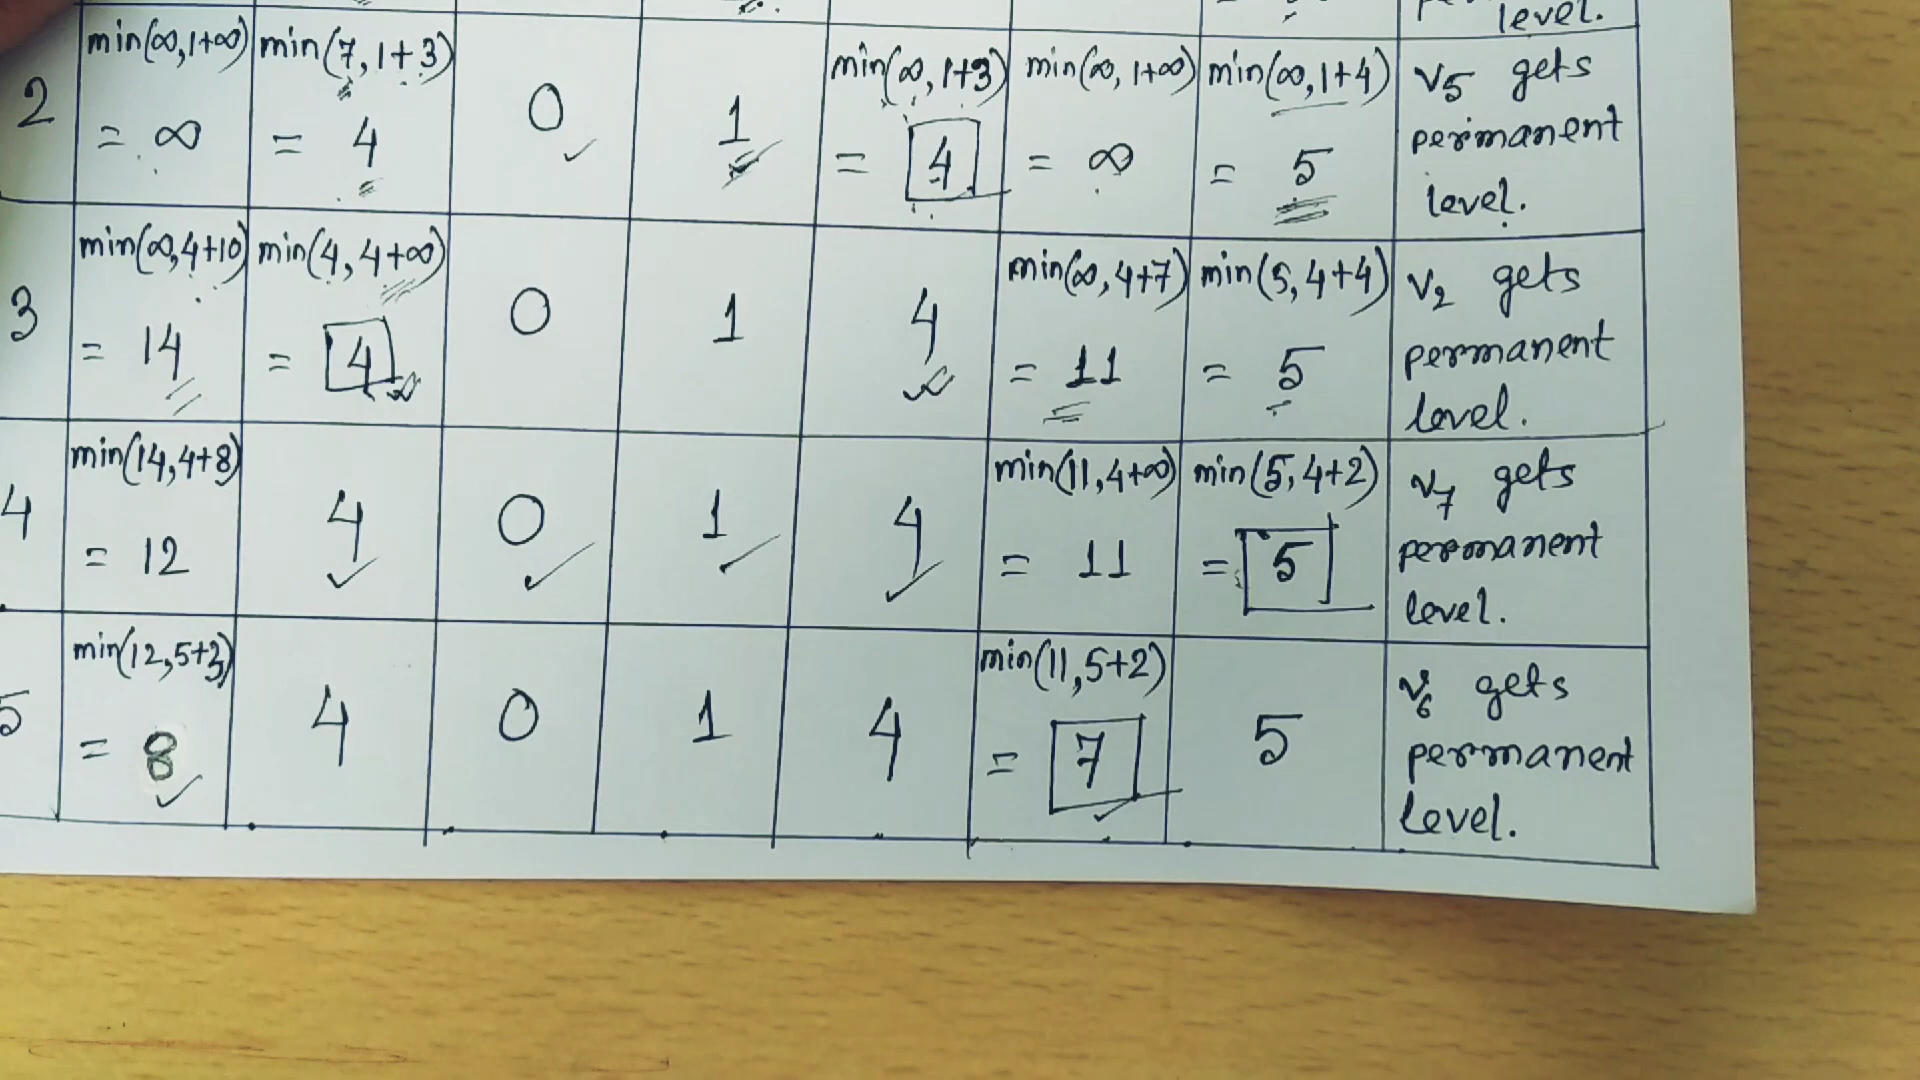 level.
2 min(∞,1+∞) = ∞ min(7,1+3) = 4 0 1 min(∞,1+3) = 4 min(∞,1+∞) = ∞ min(∞,1+4) = 5 v5 gets
permanent
level.
3 min(∞,4+10) = 14 min(4,4+∞) = 4 0 1 4 min(∞,4+7) = 11 min(5,4+4) = 5 v2 gets
permanent
level.
4 min(14,4+8) = 12 4 0 1 4 min(11,4+∞) = 11 min(5,4+2) = 5 v7 gets
permanent
level.
5 min(12,5+3) = 8 4 0 1 4 min(11,5+2) = 7 5 v6 gets
permanent
level.